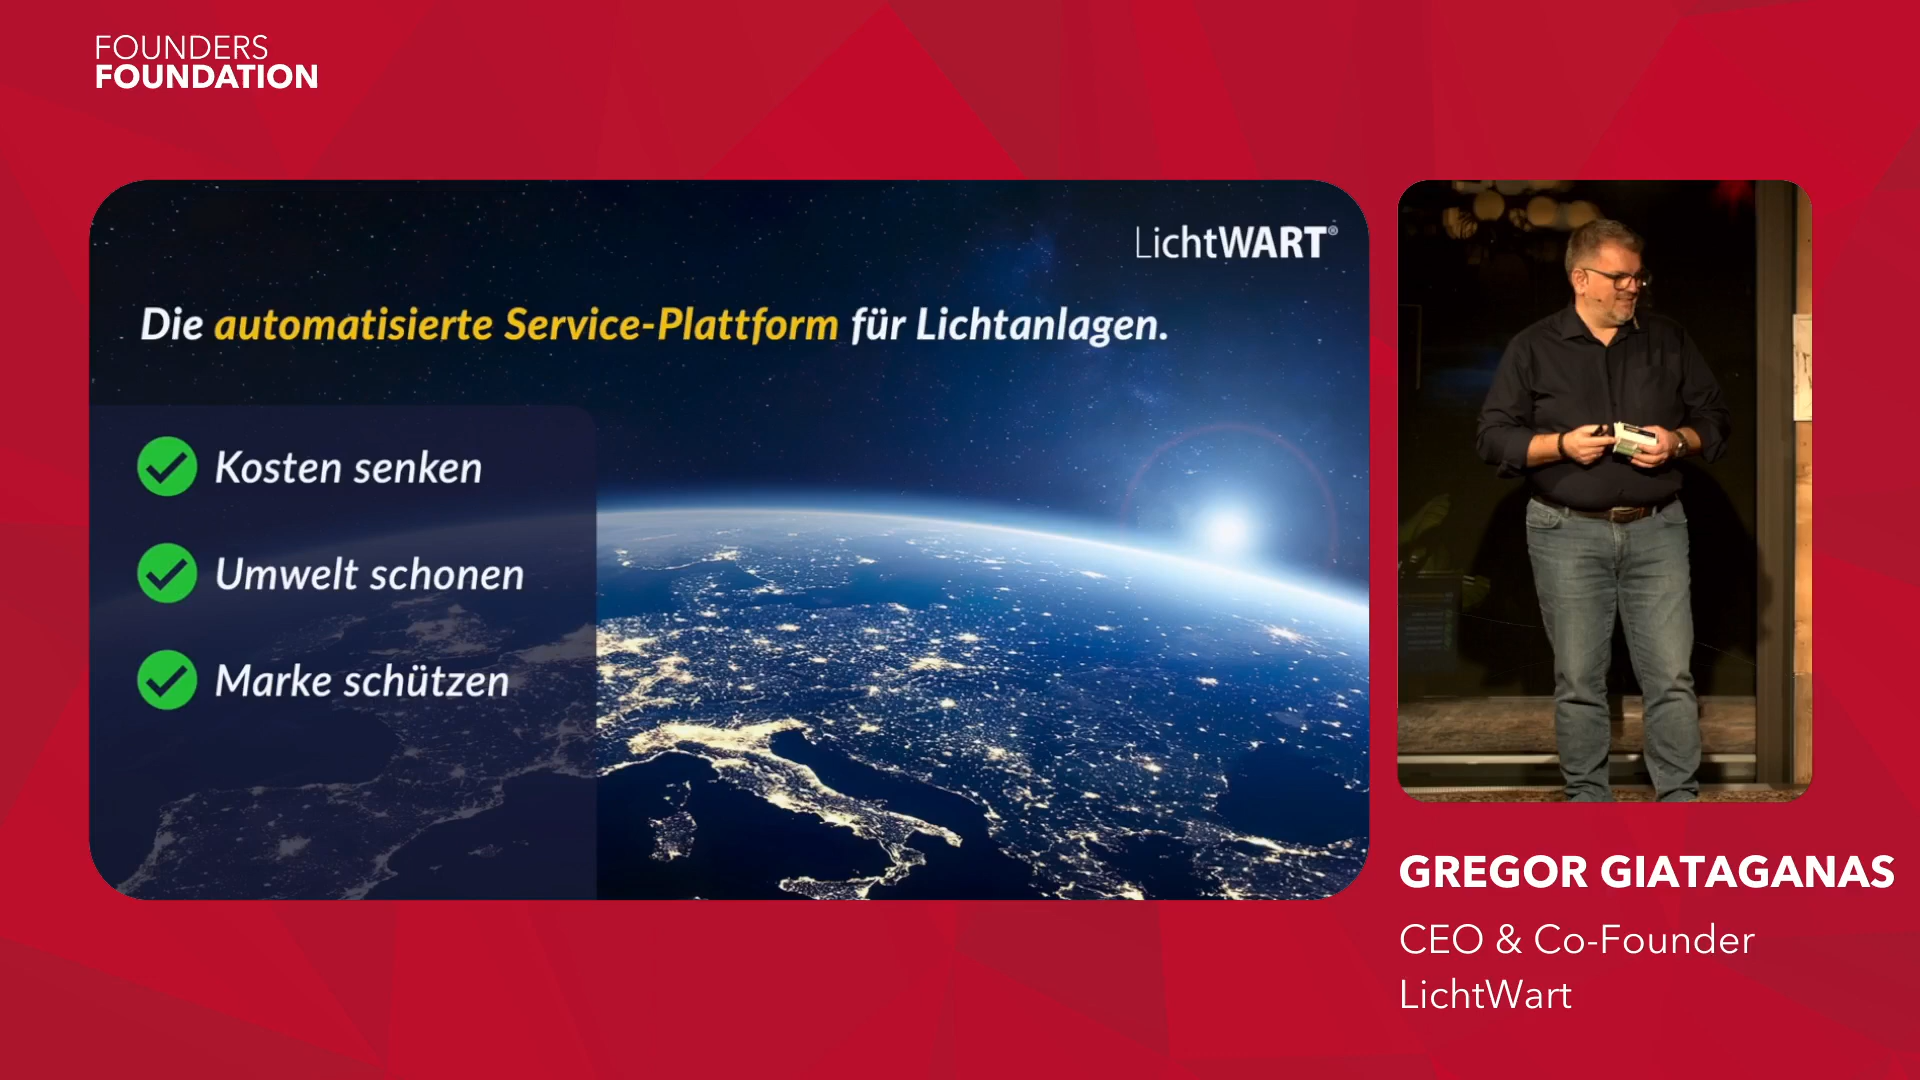 FOUNDERS
FOUNDATION
LichtWART®
Die automatisierte Service-Plattform für Lichtanlagen.
Kosten senken
Umwelt schonen
Marke schützen
GREGOR GIATAGANAS
CEO & Co-Founder
LichtWart